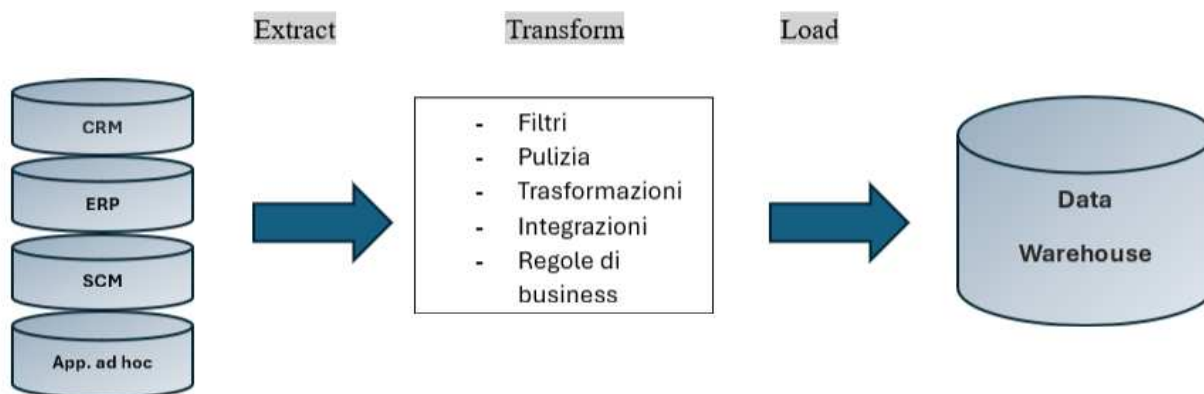 Extract
Transform
Load
CRM
ERP
SCM
App. ad hoc
- Filtri
- Pulizia
- Trasformazioni
- Integrazioni
- Regole di
business
Data
Warehouse